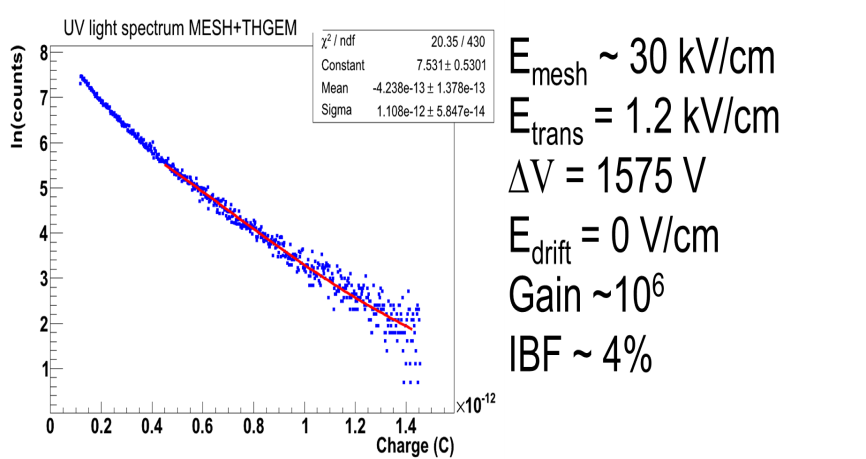 UV light spectrum MESH+THGEM
χ² / ndf 20.35 / 430
Constant 7.531 ± 0.5301
Mean -4.238e-13 ± 1.378e-13
Sigma 1.108e-12 ± 5.847e-14
ln(counts)
8
7
6
5
4
3
2
1
0 0.2 0.4 0.6 0.8 1 1.2 1.4
×10⁻¹²
Charge (C)
E_mesh ~ 30 kV/cm
E_trans = 1.2 kV/cm
ΔV = 1575 V
E_drift = 0 V/cm
Gain ~10⁶
IBF ~ 4%